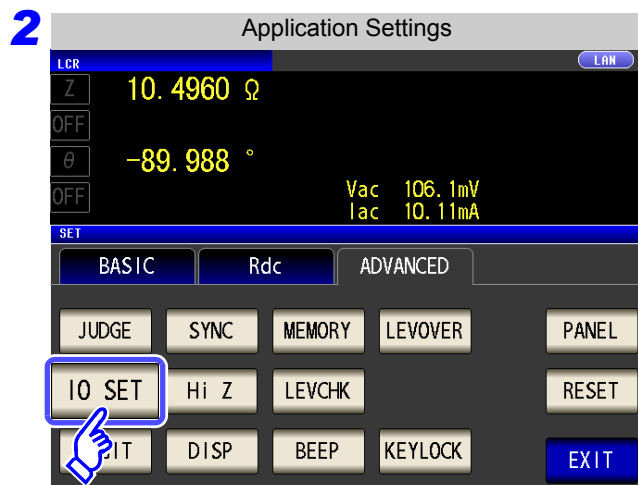 2
Application Settings
LCR LAN
Z 10.4960 Ω
OFF
θ -89.988 °
OFF Vac 106.1mV
Iac 10.11mA
SET
BASIC Rdc ADVANCED
JUDGE SYNC MEMORY LEVOVER PANEL
IO SET Hi Z LEVCHK RESET
DISP BEEP KEYLOCK EXIT